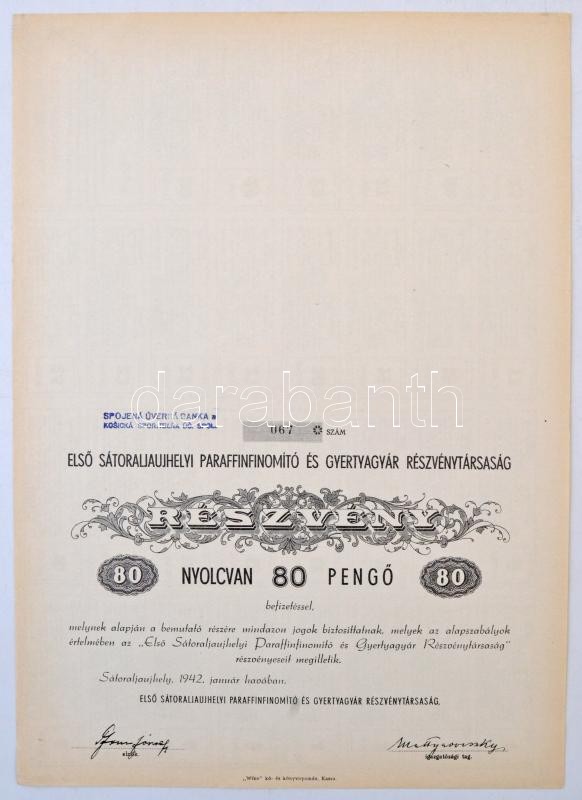 SPOJENÁ ÚVERNÁ BANKA a
KOŠICKÁ
067 SZÁM
darabanth
ELSŐ SÁTORALJAUJHELYI PARAFFINFINOMÍTÓ ÉS GYERTYAGYÁR RÉSZVÉNYTÁRSASÁG
RÉSZVÉNY
80 NYOLCVAN 80 PENGŐ 80
befizetéssel,
melynek alapján a bemutató részére mindazon jogok biztosíttatnak, melyek az alapszabályok
értelmében az „Első Sátoraljaujhelyi Paraffinfinomító és Gyertyagyár Részvénytársaság"
részvényeseit megilletik.
Sátoraljaujhely, 1942. január havában.
ELSŐ SÁTORALJAUJHELYI PARAFFINFINOMÍTÓ ÉS GYERTYAGYÁR RÉSZVÉNYTÁRSASÁG.
elnök. igazgatósági tag.
„Wiko" kő- és könyvnyomda, Kassa